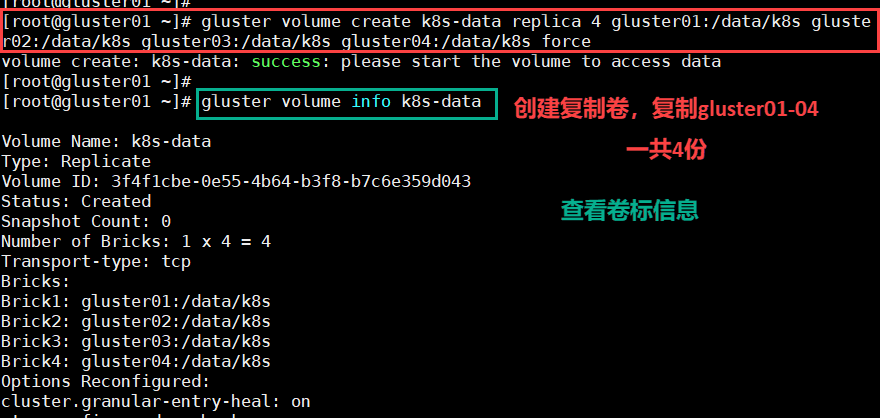 [root@gluster01 ~]# gluster volume create k8s-data replica 4 gluster01:/data/k8s gluste
r02:/data/k8s gluster03:/data/k8s gluster04:/data/k8s force
volume create: k8s-data: success: please start the volume to access data
[root@gluster01 ~]#
[root@gluster01 ~]# gluster volume info k8s-data
创建复制卷，复制gluster01-04
一共4份
查看卷标信息
Volume Name: k8s-data
Type: Replicate
Volume ID: 3f4f1cbe-0e55-4b64-b3f8-b7c6e359d043
Status: Created
Snapshot Count: 0
Number of Bricks: 1 x 4 = 4
Transport-type: tcp
Bricks:
Brick1: gluster01:/data/k8s
Brick2: gluster02:/data/k8s
Brick3: gluster03:/data/k8s
Brick4: gluster04:/data/k8s
Options Reconfigured:
cluster.granular-entry-heal: on